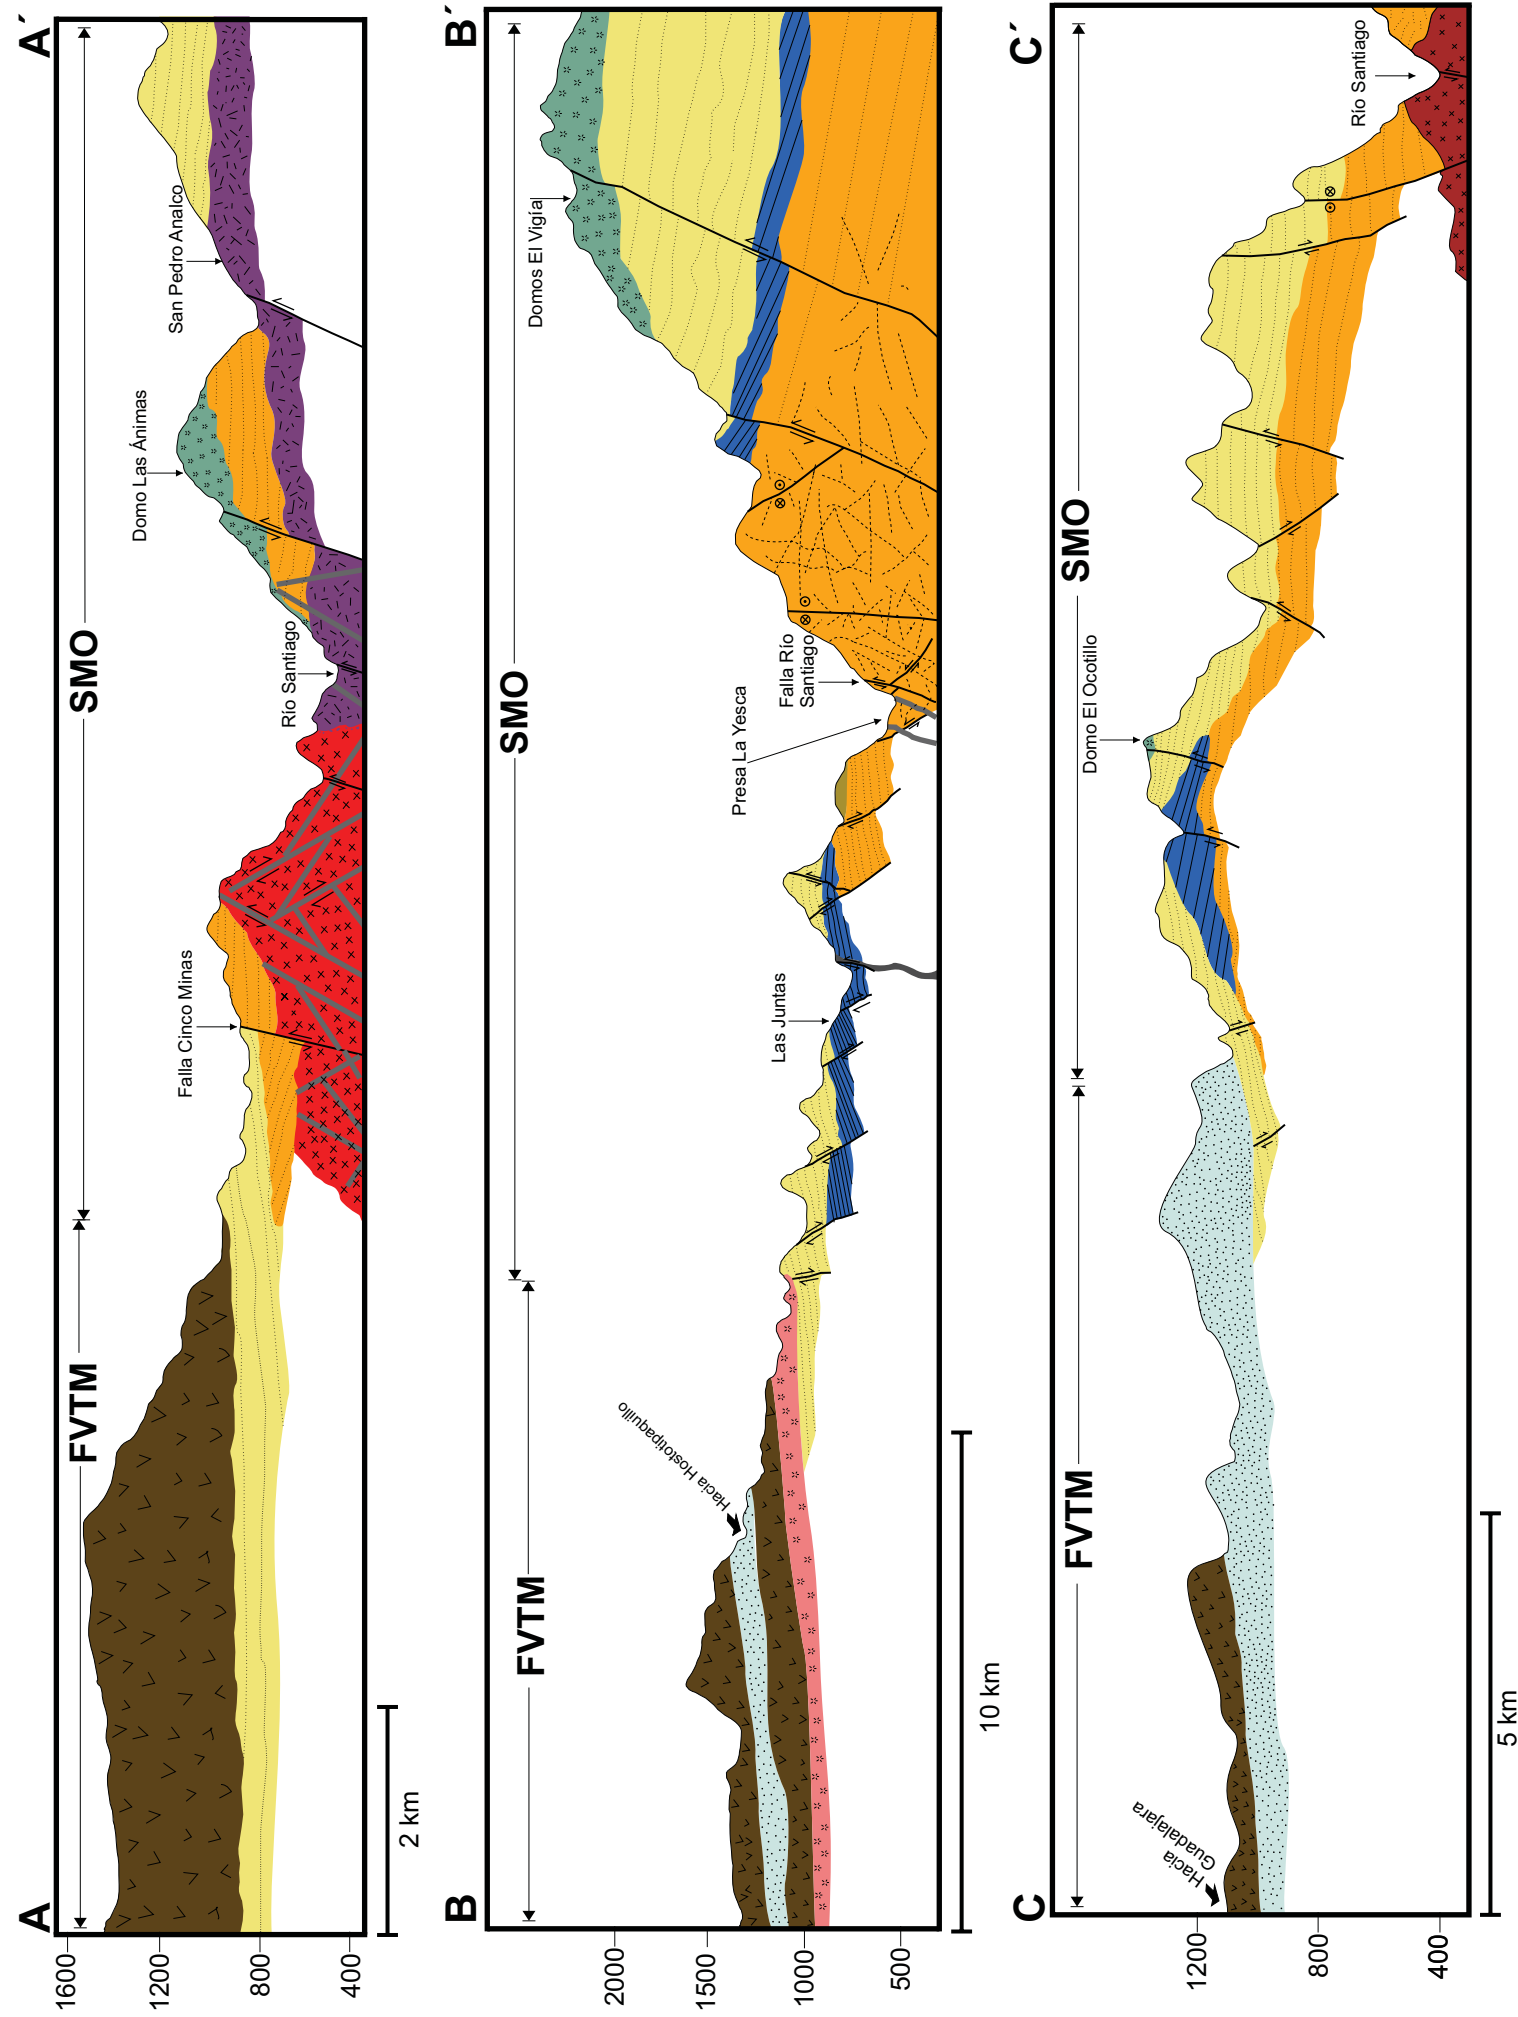 A
A´
FVTM
SMO
Falla Cinco Minas
Río Santiago
Domo Las Ánimas
San Pedro Analco
1600
1200
800
400
2 km
B
B´
FVTM
SMO
Hacia Hostotipaquillo
Las Juntas
Presa La Yesca
Falla Río
Santiago
Domos El Vigía
2000
1500
1000
500
10 km
C
C´
FVTM
SMO
Hacia
Guadalajara
Domo El Ocotillo
Río Santiago
1200
800
400
5 km